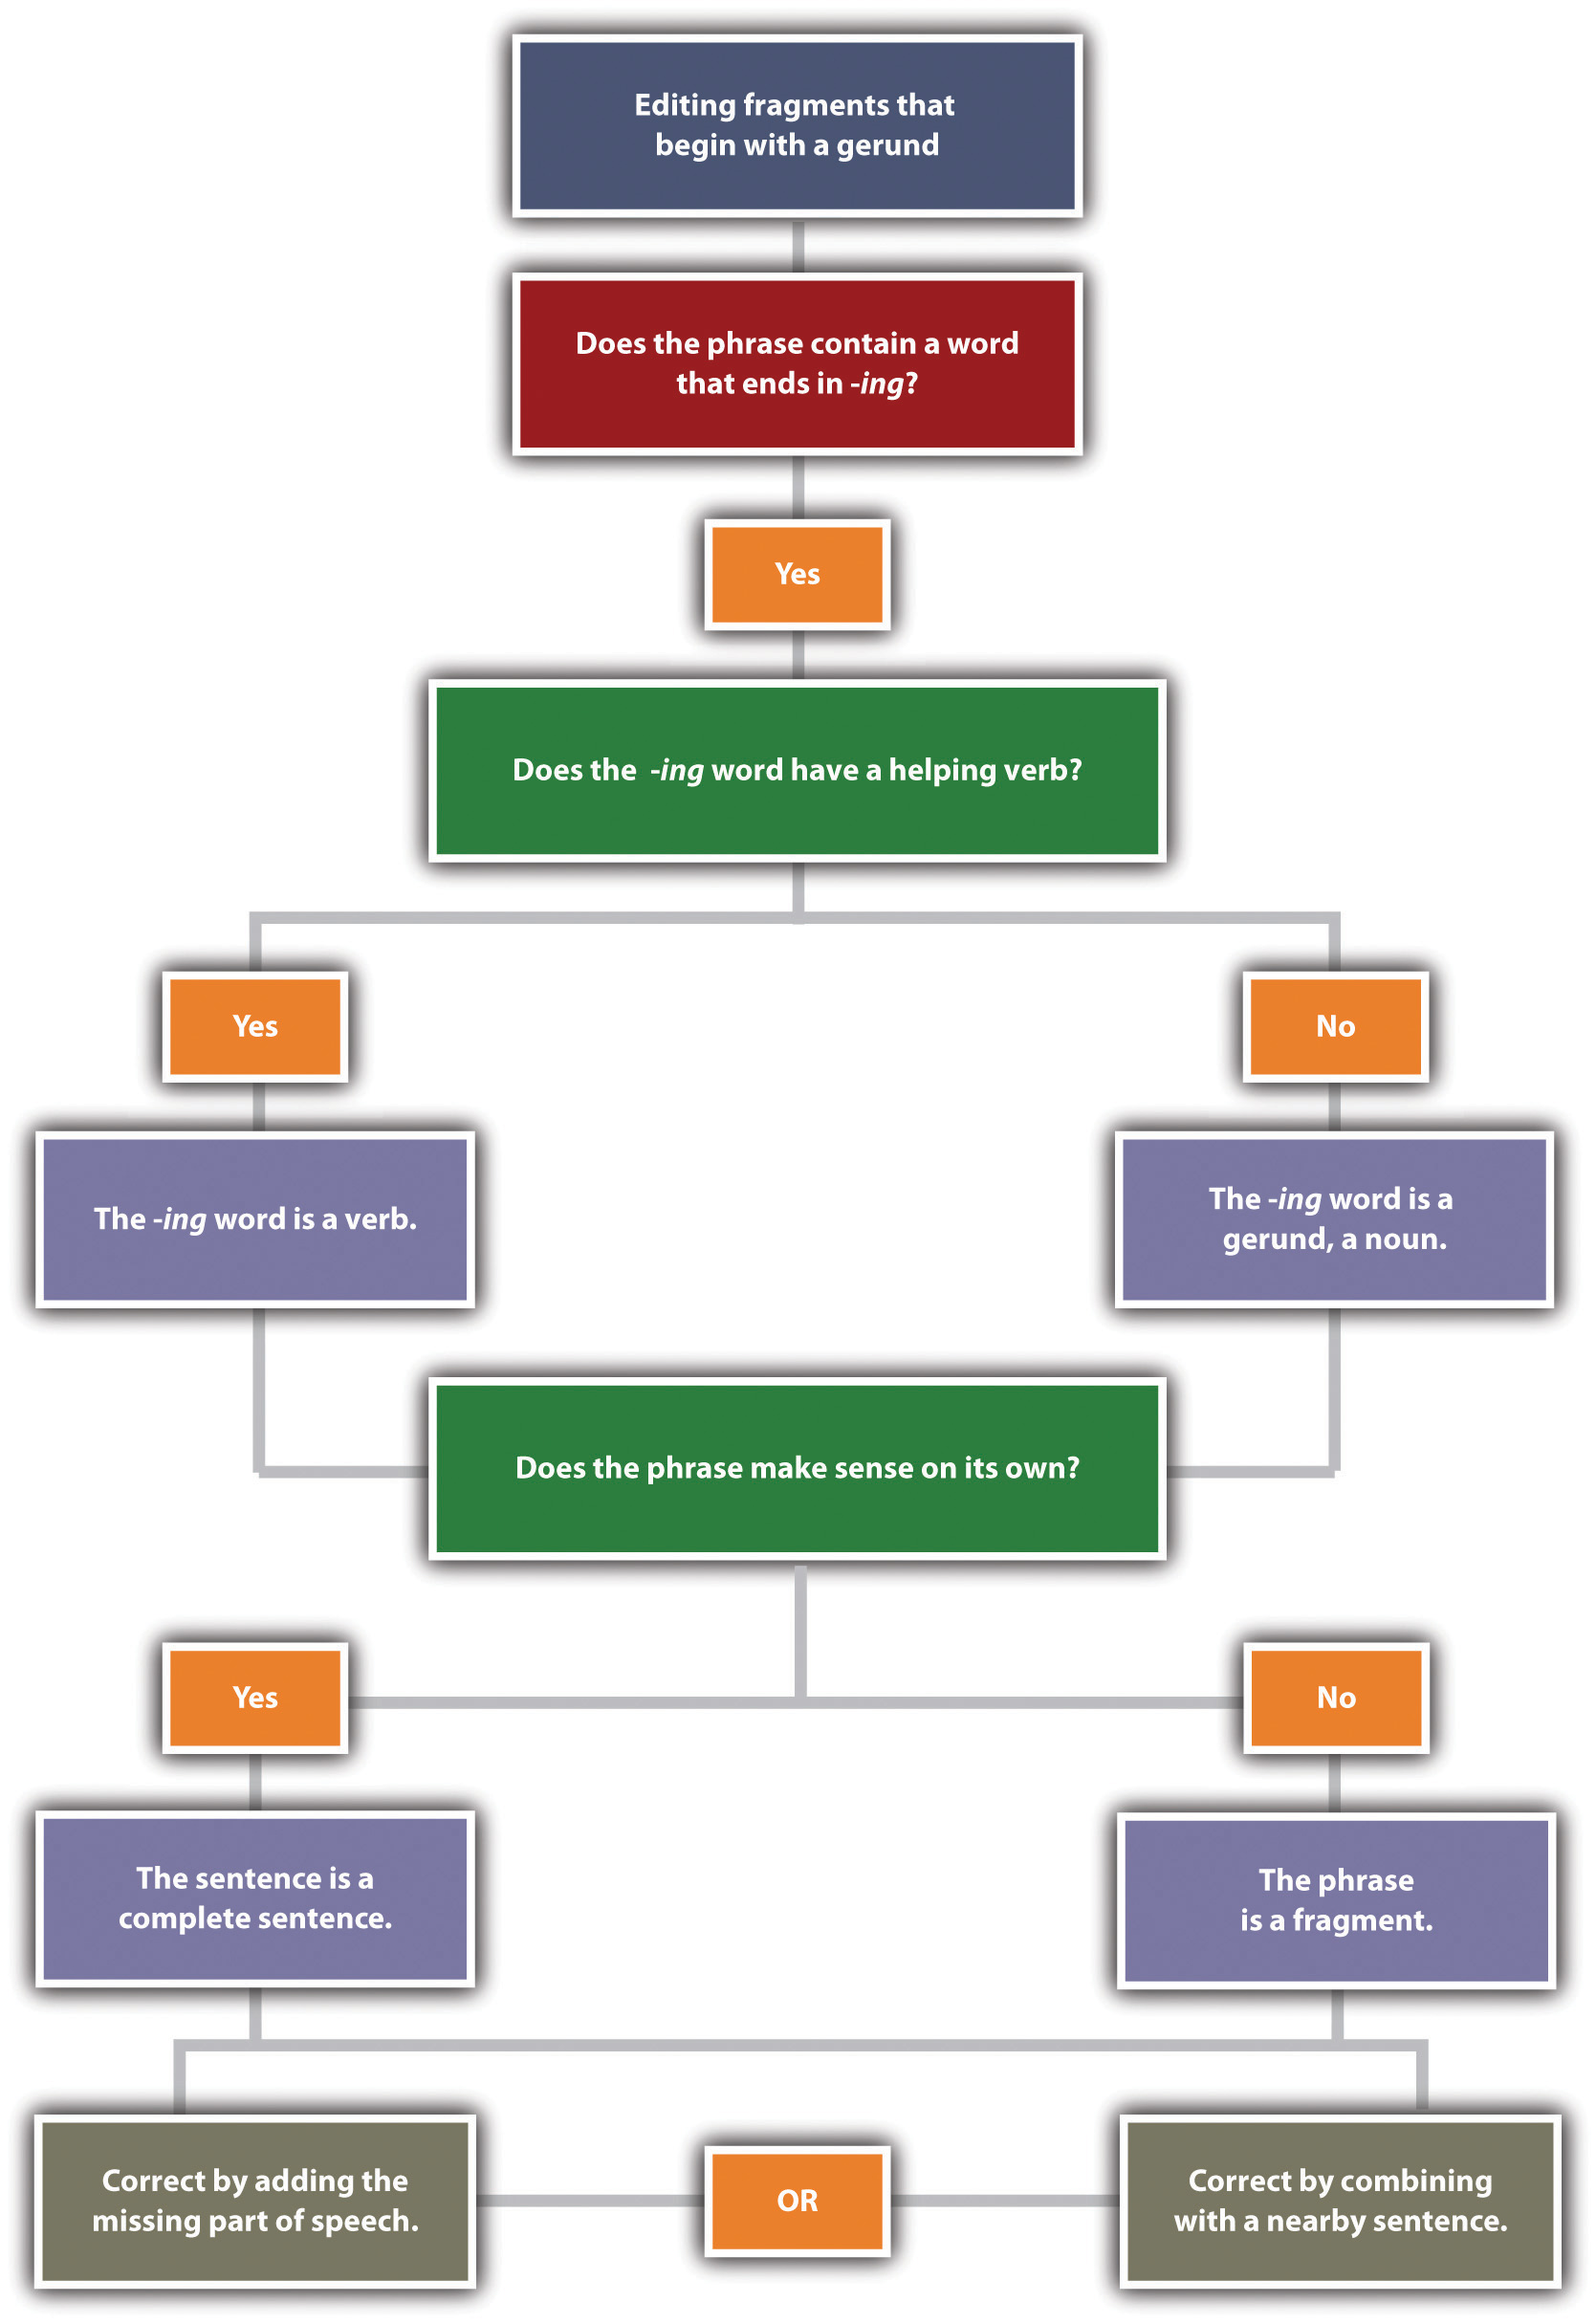 Editing fragments that
begin with a gerund
Does the phrase contain a word
that ends in -ing?
Yes
Does the -ing word have a helping verb?
Yes
No
The -ing word is a verb.
The -ing word is a
gerund, a noun.
Does the phrase make sense on its own?
Yes
No
The sentence is a
complete sentence.
The phrase
is a fragment.
Correct by adding the
missing part of speech.
OR
Correct by combining
with a nearby sentence.